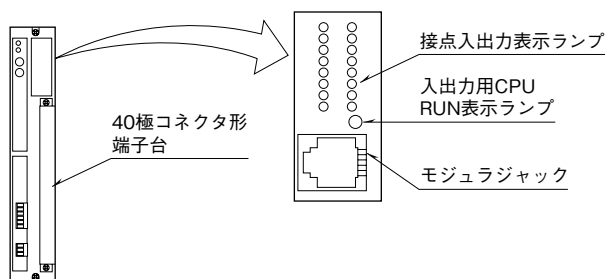 接点入出力表示ランプ
入出力用CPU
RUN表示ランプ
40極コネクタ形
端子台
モジュラジャック